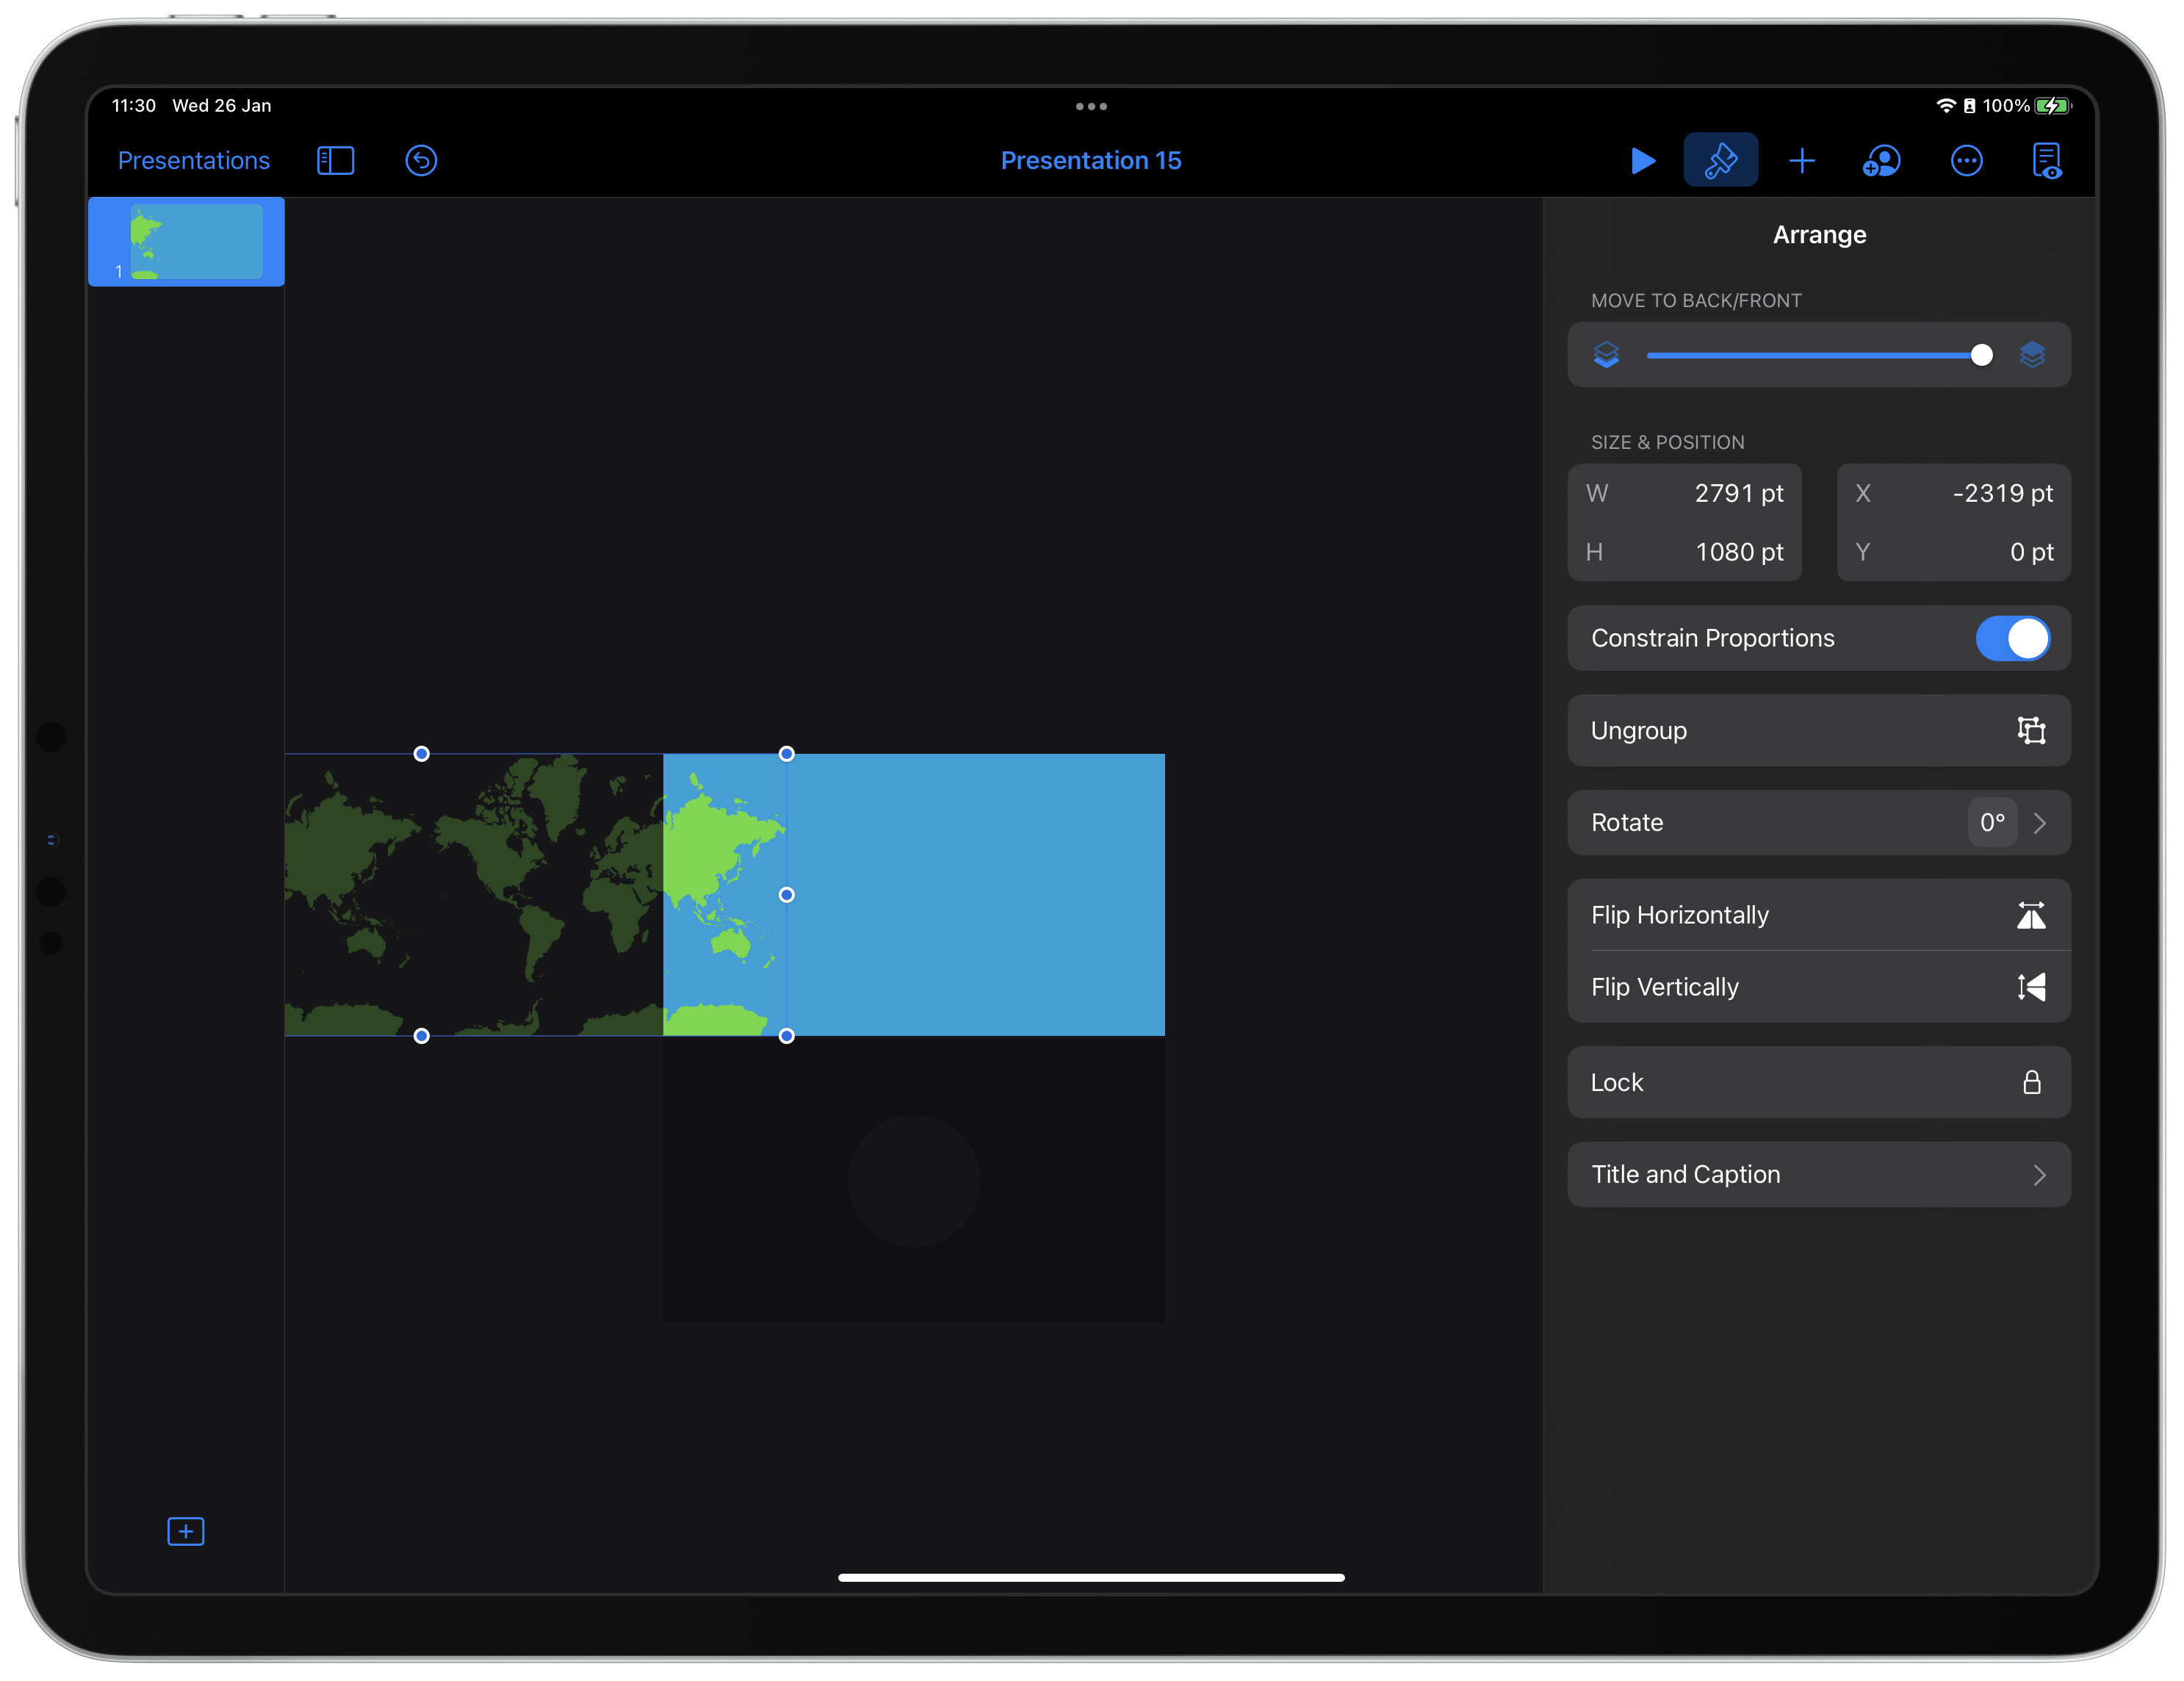 11:30 Wed 26 Jan
100%
Presentations
Presentation 15
1
Arrange
MOVE TO BACK/FRONT
SIZE & POSITION
W 2791 pt X -2319 pt
H 1080 pt Y 0 pt
Constrain Proportions
Ungroup
Rotate 0°
Flip Horizontally
Flip Vertically
Lock
Title and Caption